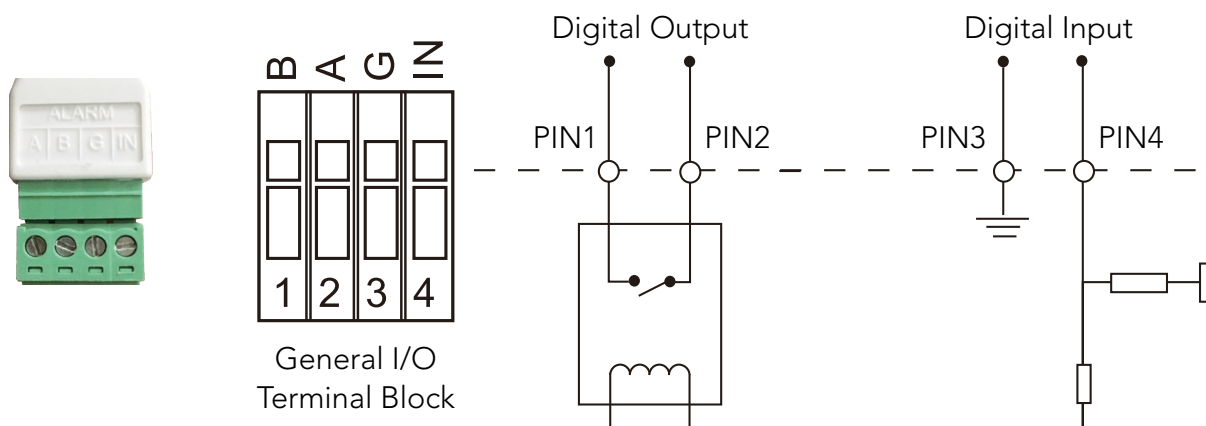 ALARM
A B G IN
B A G IN
1 2 3 4
General I/O
Terminal Block
Digital Output
PIN1 PIN2
Digital Input
PIN3 PIN4